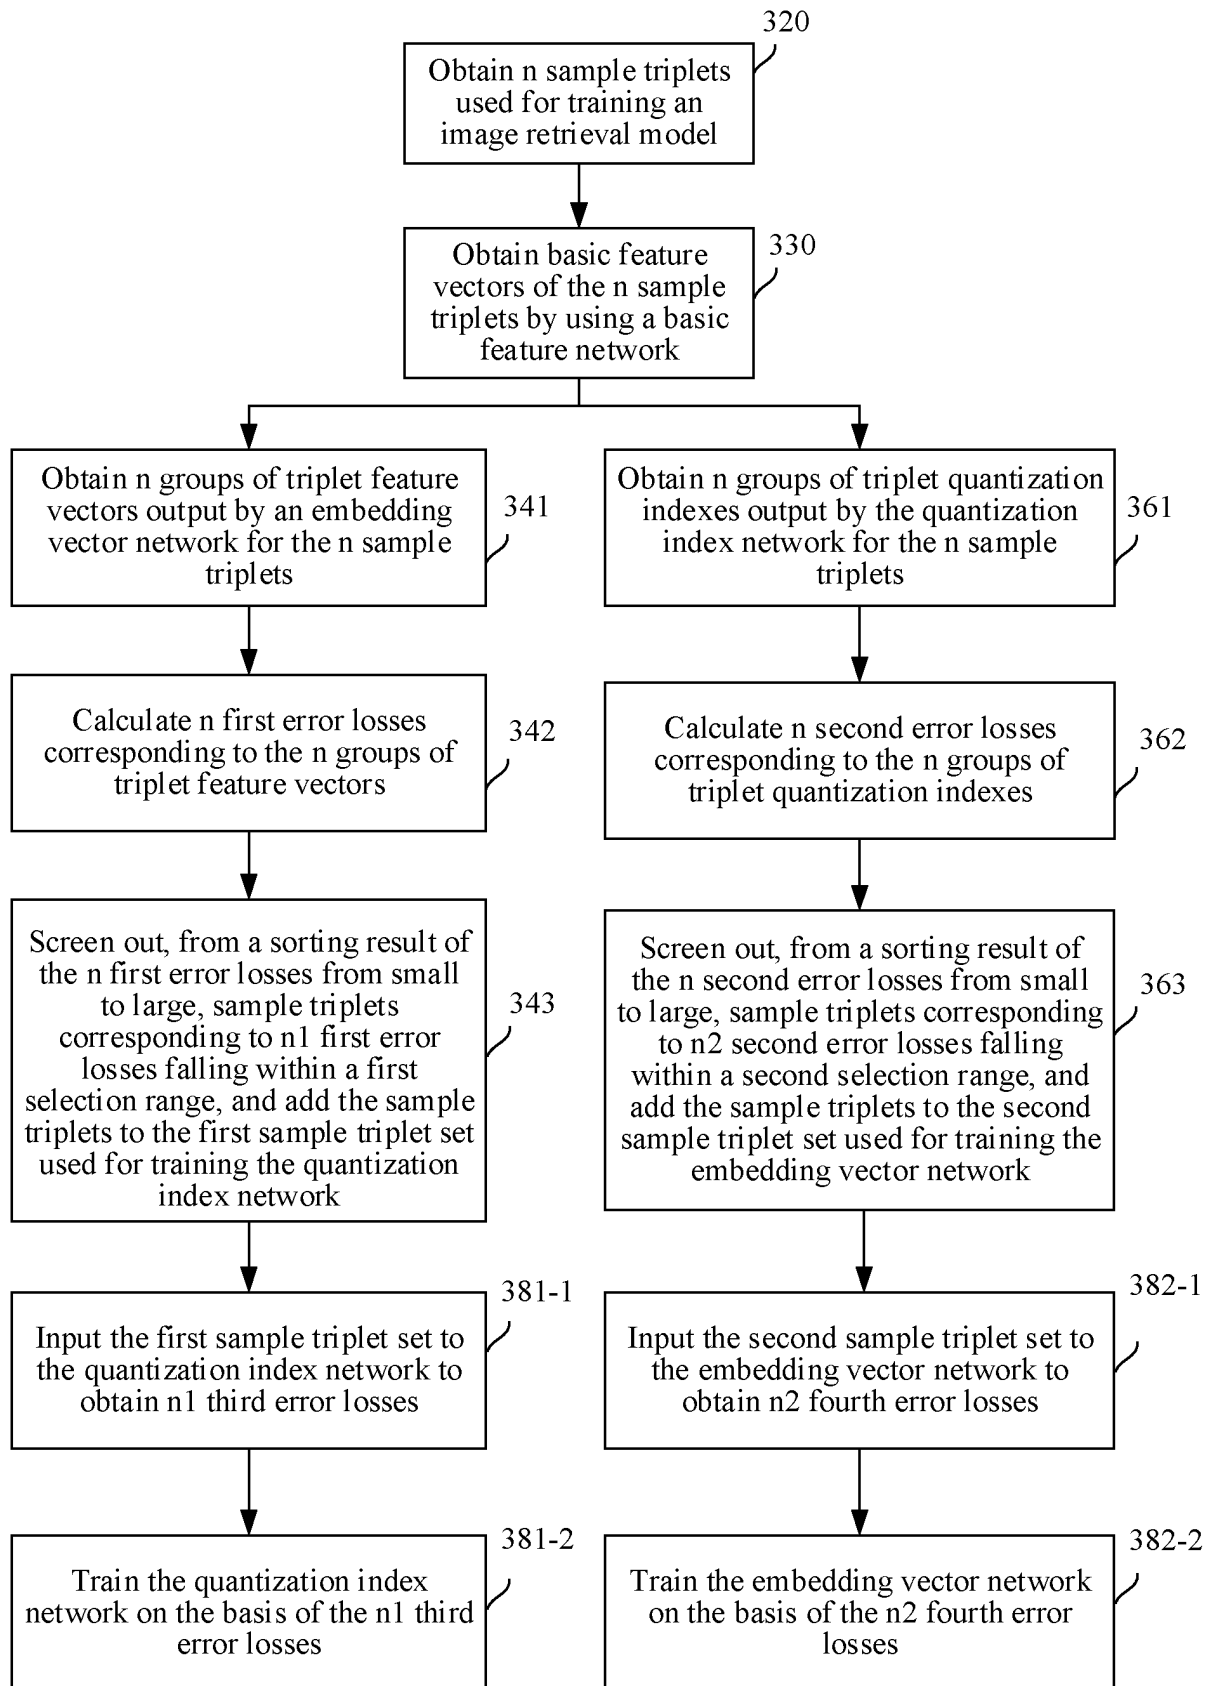 320
Obtain n sample triplets
used for training an
image retrieval model
330
Obtain basic feature
vectors of the n sample
triplets by using a basic
feature network
Obtain n groups of triplet feature
vectors output by an embedding
vector network for the n sample
triplets
341
Obtain n groups of triplet quantization
indexes output by the quantization
index network for the n sample
triplets
361
Calculate n first error losses
corresponding to the n groups of
triplet feature vectors
342
Calculate n second error losses
corresponding to the n groups of
triplet quantization indexes
362
Screen out, from a sorting result of
the n first error losses from small
to large, sample triplets
corresponding to n1 first error
losses falling within a first
selection range, and add the sample
triplets to the first sample triplet set
used for training the quantization
index network
343
Screen out, from a sorting result of
the n second error losses from small
to large, sample triplets corresponding
to n2 second error losses falling
within a second selection range, and
add the sample triplets to the second
sample triplet set used for training the
embedding vector network
363
381-1
Input the first sample triplet set to
the quantization index network to
obtain n1 third error losses
382-1
Input the second sample triplet set to
the embedding vector network to
obtain n2 fourth error losses
381-2
Train the quantization index
network on the basis of the n1 third
error losses
382-2
Train the embedding vector network
on the basis of the n2 fourth error
losses